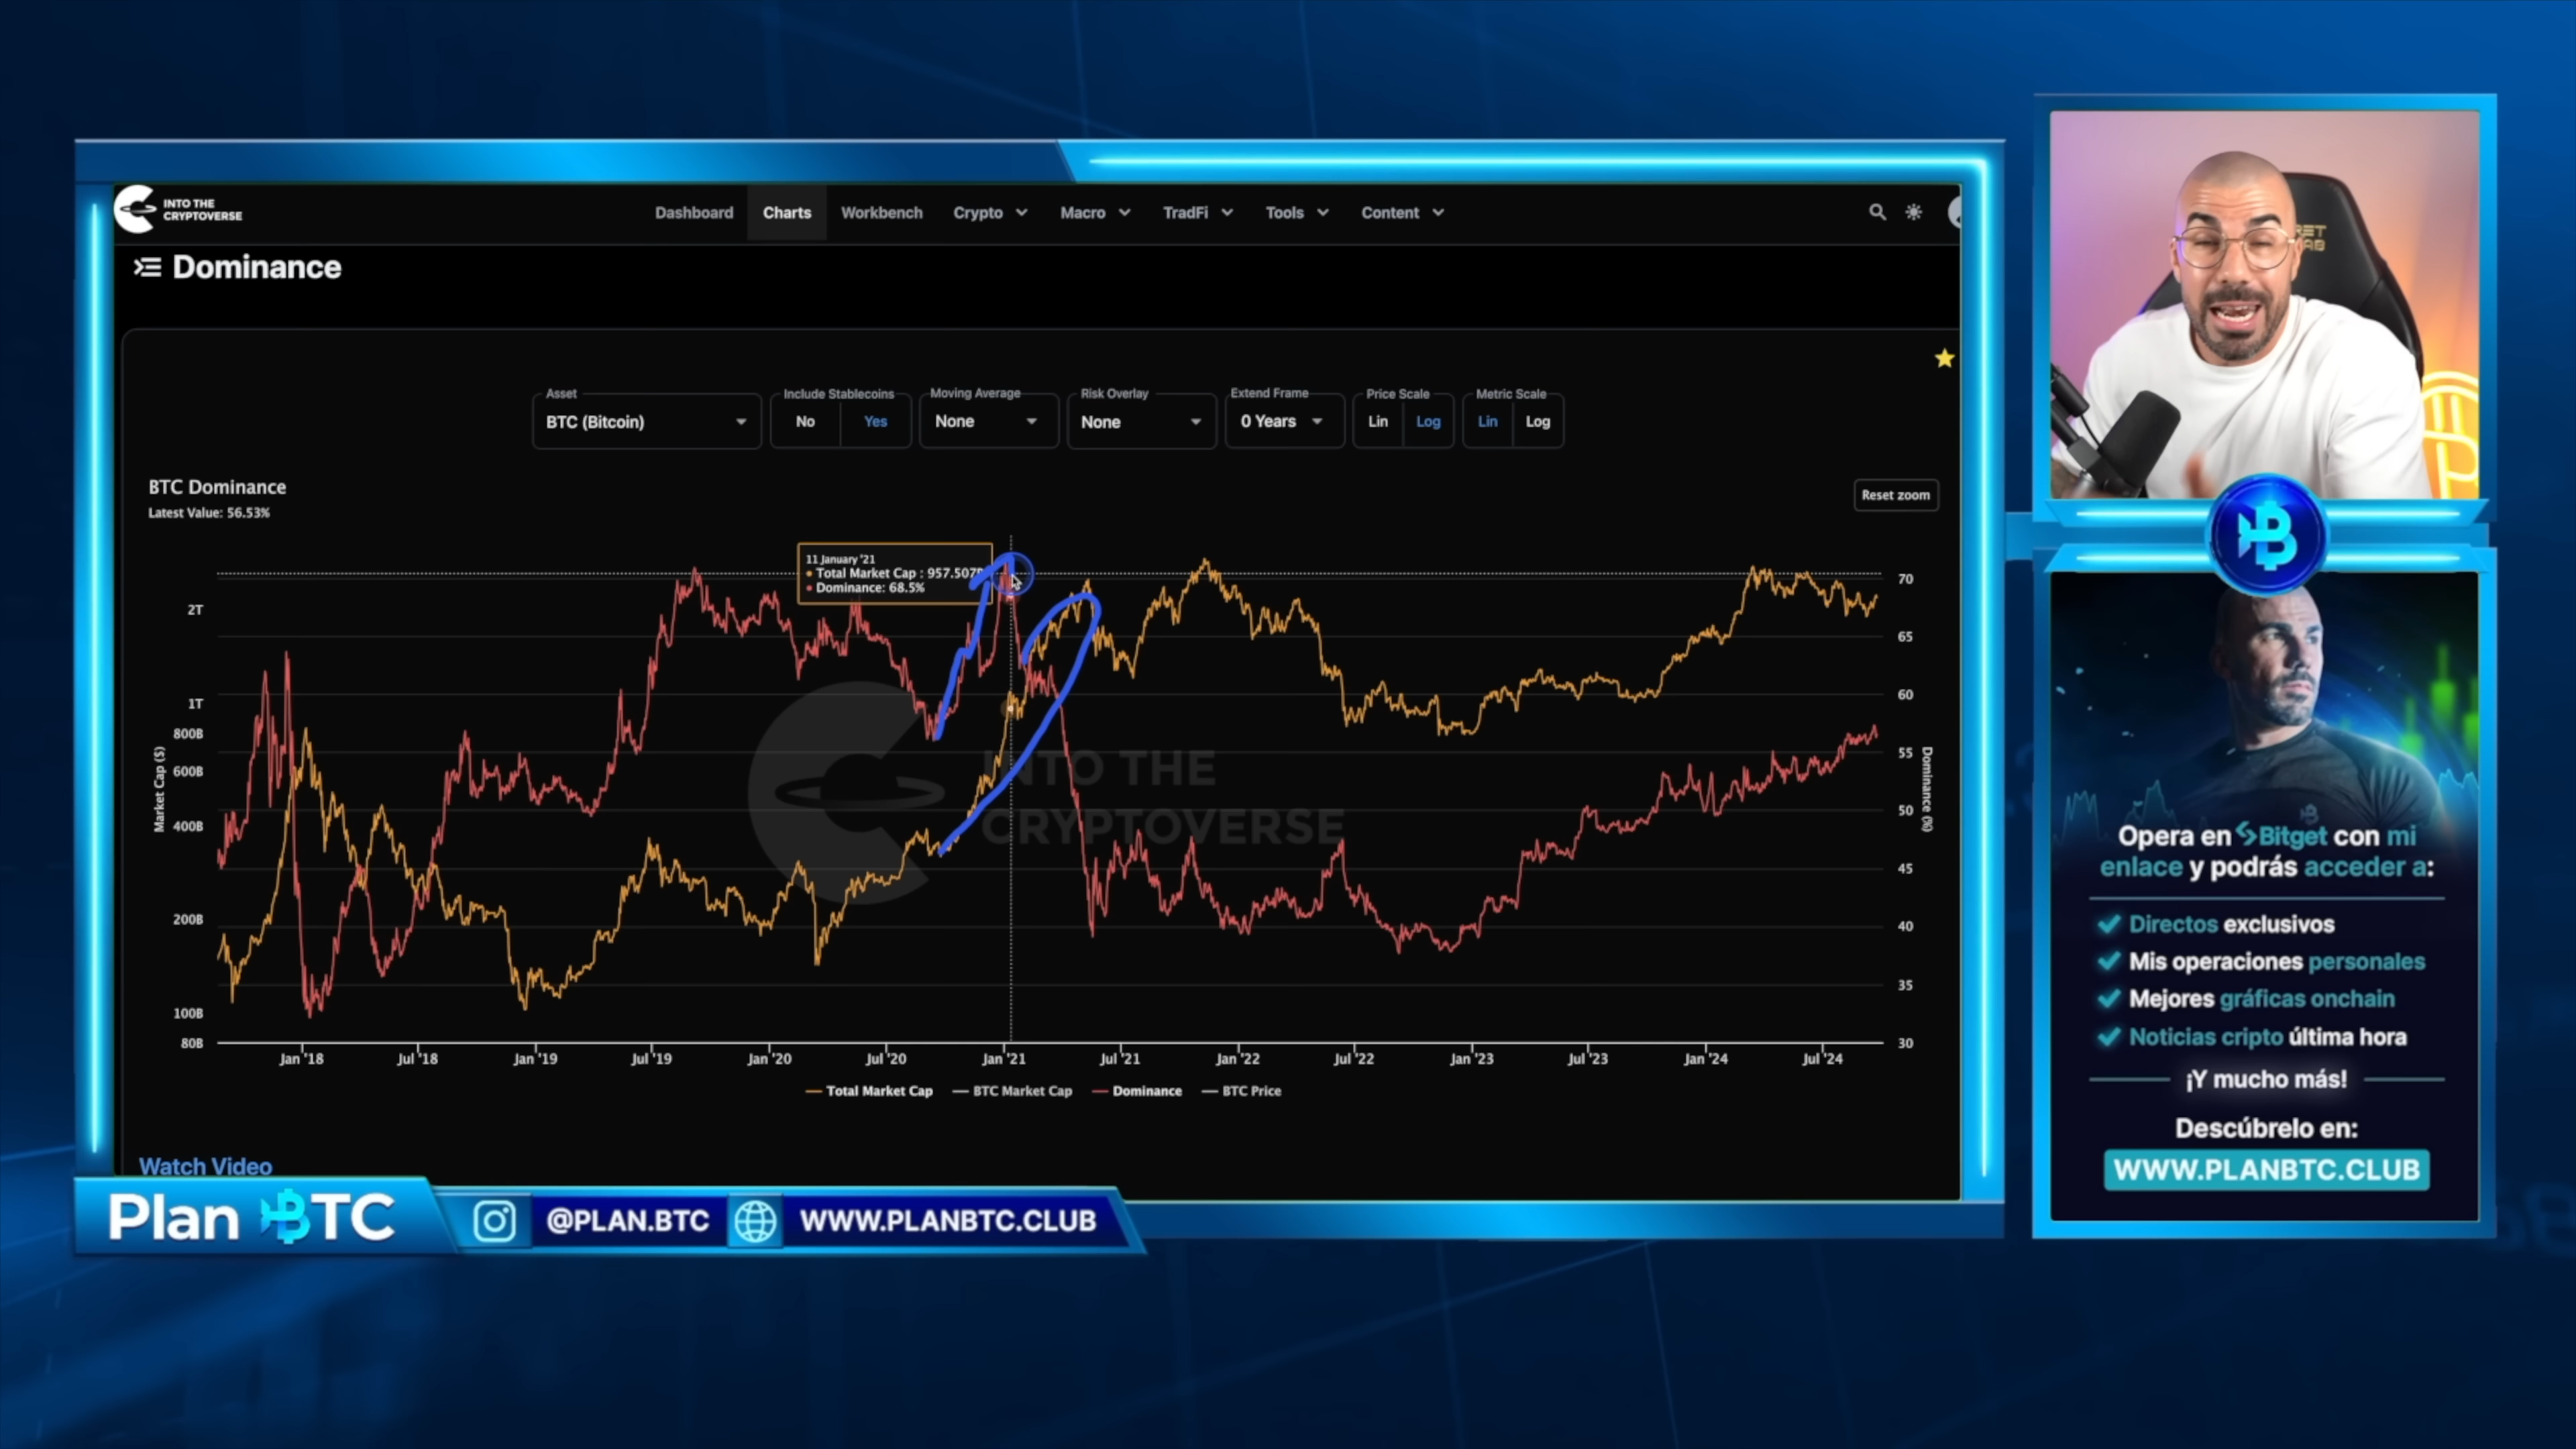 INTO THE
CRYPTOVERSE
Dashboard
Charts
Workbench
Crypto
Macro
TradFi
Tools
Content
Dominance
Asset
BTC (Bitcoin)
Include Stablecoins
No
Yes
Moving Average
None
Risk Overlay
None
Extend Frame
0 Years
Price Scale
Lin
Log
Metric Scale
Lin
Log
BTC Dominance
Latest Value: 56.53%
Reset zoom
11 January '21
Total Market Cap : 957.507
Dominance: 68.5%
Market Cap ($)
2T
1T
800B
600B
400B
200B
100B
80B
INTO THE
CRYPTOVERSE
70
65
60
55
50
45
40
35
30
Dominance (%)
Jan '18
Jul '18
Jan '19
Jul '19
Jan '20
Jul '20
Jan '21
Jul '21
Jan '22
Jul '22
Jan '23
Jul '23
Jan '24
Jul '24
Total Market Cap
BTC Market Cap
Dominance
BTC Price
Watch Video
Plan BTC
@PLAN.BTC
WWW.PLANBTC.CLUB
Opera en Bitget con mi
enlace y podrás acceder a:
Directos exclusivos
Mis operaciones personales
Mejores gráficas onchain
Noticias cripto última hora
¡Y mucho más!
Descúbrelo en:
WWW.PLANBTC.CLUB